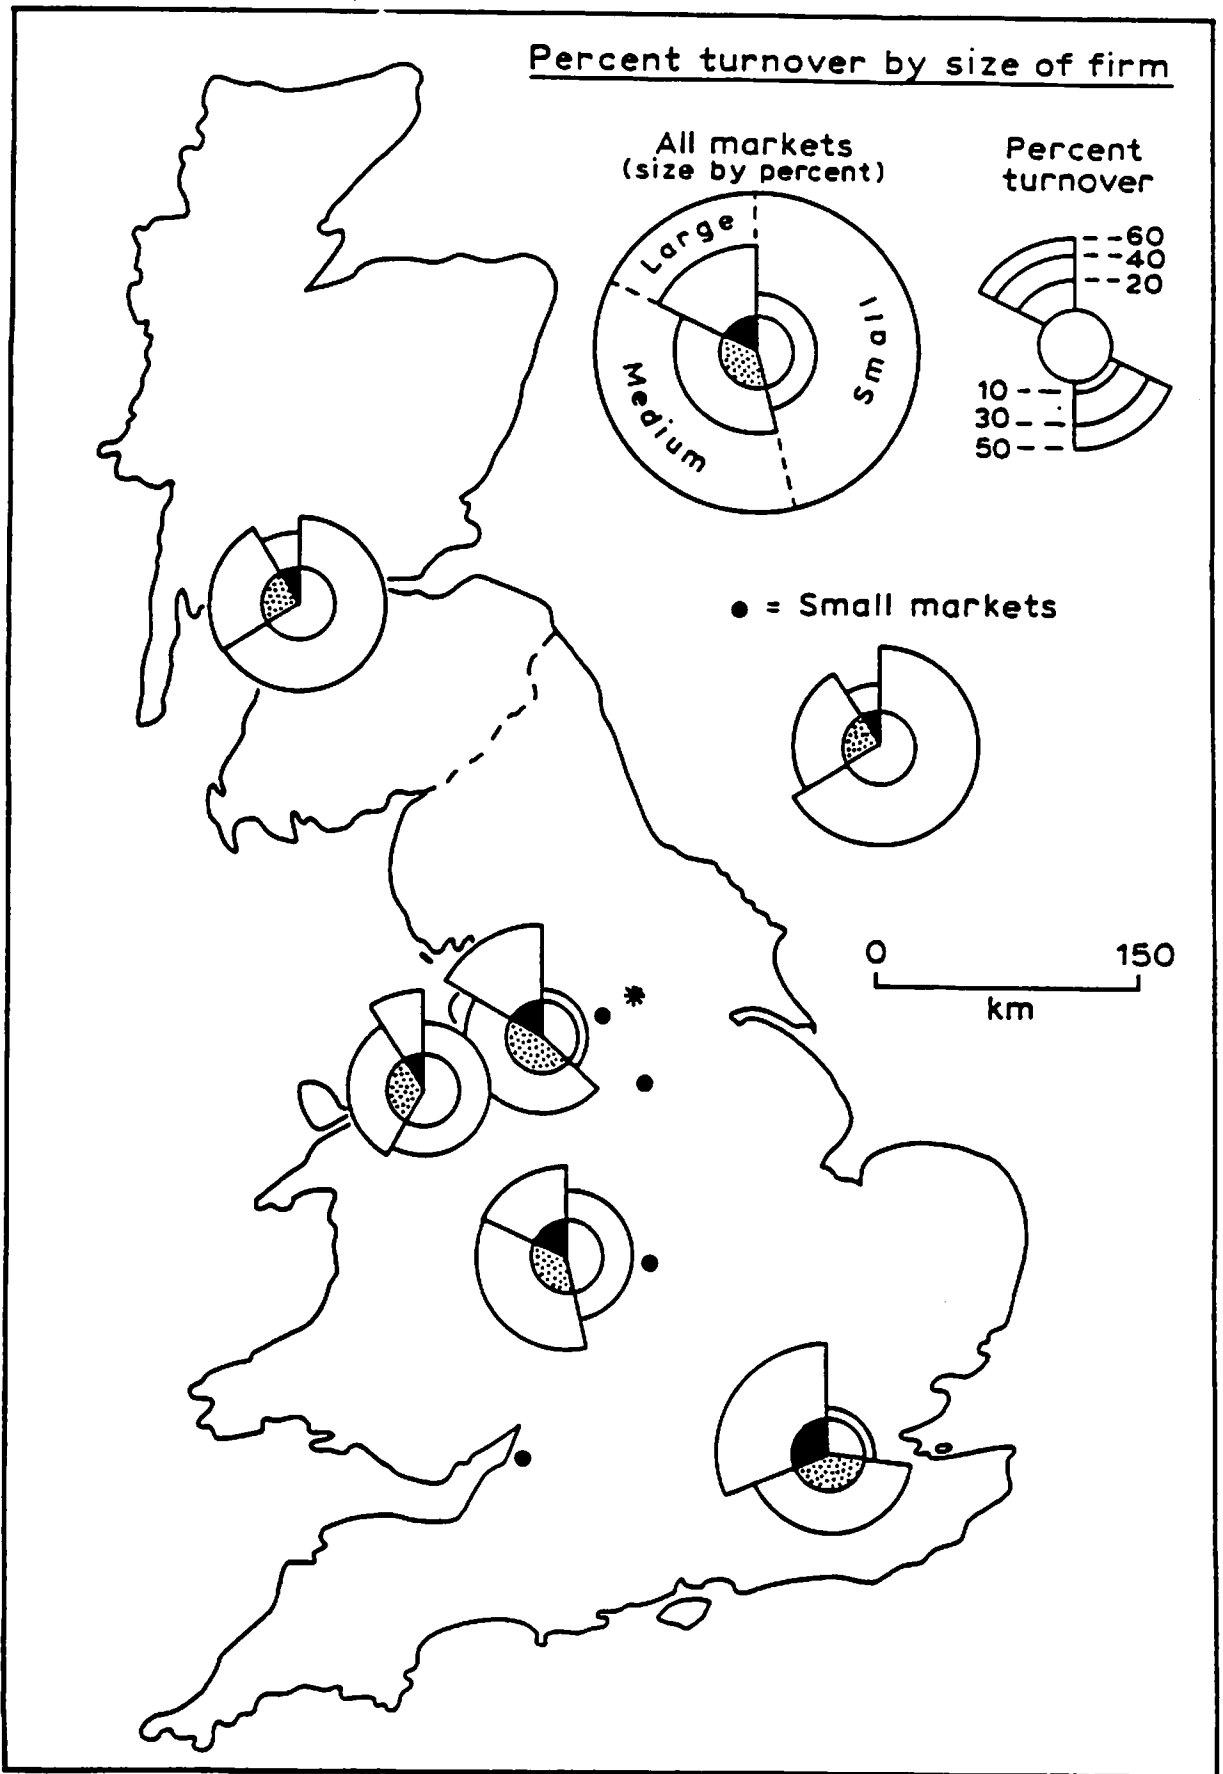 Percent turnover by size of firm
All markets
(size by percent)
Large
Small
Medium
Percent
turnover
60
40
20
10
30
50
● = Small markets
0 150
km
*